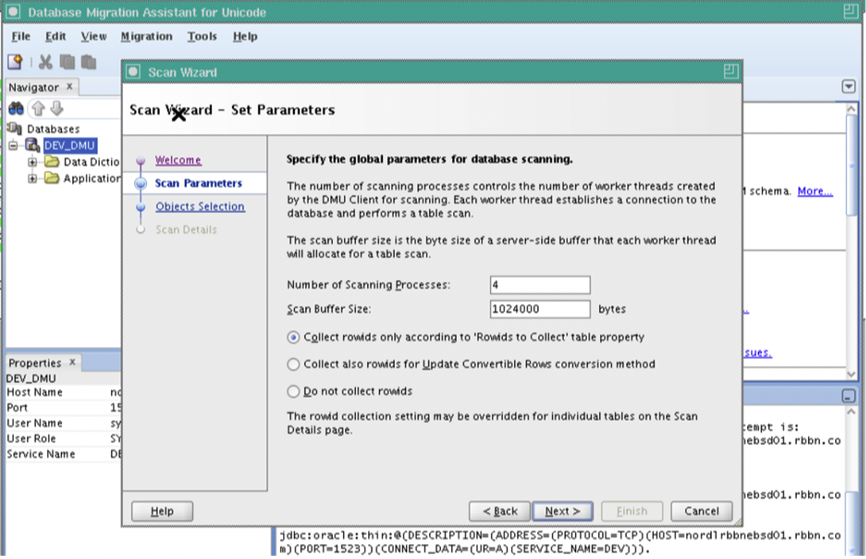 Database Migration Assistant for Unicode
File Edit View Migration Tools Help
Navigator x
Databases
DEV_DMU
Data Dictio
Application
Scan Wizard
Scan Wizard – Set Parameters
Welcome
Scan Parameters
Objects Selection
Scan Details
Specify the global parameters for database scanning.
The number of scanning processes controls the number of worker threads created
by the DMU Client for scanning. Each worker thread establishes a connection to the
database and performs a table scan.
The scan buffer size is the byte size of a server-side buffer that each worker thread
will allocate for a table scan.
Number of Scanning Processes: 4
Scan Buffer Size: 1024000 bytes
Collect rowids only according to 'Rowids to Collect' table property
Collect also rowids for Update Convertible Rows conversion method
Do not collect rowids
The rowid collection setting may be overridden for individual tables on the Scan
Details page.
Help < Back Next > Finish Cancel
schema. More...
sues.
Properties x
DEV_DMU
Host Name no
Port 15
User Name sy
User Role SY
Service Name DE
empt is:
ebsd01.rbbn.co
ebsd01.rbbn.co
jdbc:oracle:thin:@(DESCRIPTION=(ADDRESS=(PROTOCOL=TCP)(HOST=nordlrbbnebsd01.rbbn.co
m)(PORT=1523))(CONNECT_DATA=(UR=A)(SERVICE_NAME=DEV))).